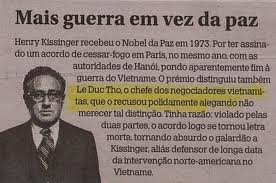 Mais guerra em vez da paz
Henry Kissinger recebeu o Nobel da Paz em 1973. Por ter assina-
do um acordo de cessar-fogo em Paris, no mesmo ano, com as
autoridades de Hanói, pondo aparentemente fim à guerra
do Vietname. O prémio distinguiu também
Le Duc Tho, o chefe dos negociadores vietnami-
tas, que o recusou polidamente alegando não
merecer tal distinção. Tinha razão: violado pelas
duas partes, o acordo logo se tornou letra
morta, tornando absurdo o galardão a
Kissinger, aliás defensor de longa data
da intervenção norte-americana no
Vietname.